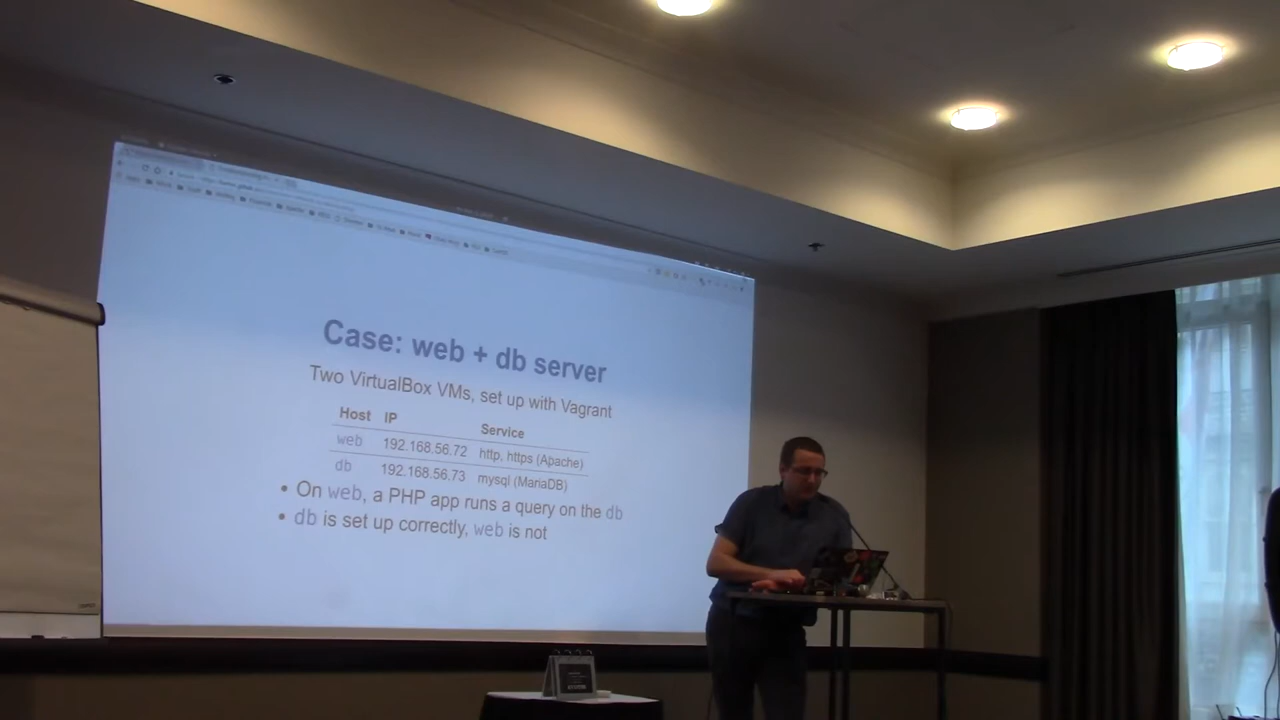 Case: web + db server
Two VirtualBox VMs, set up with Vagrant
Host IP Service
web 192.168.56.72 http, https (Apache)
db 192.168.56.73 mysql (MariaDB)
• On web, a PHP app runs a query on the db
• db is set up correctly, web is not